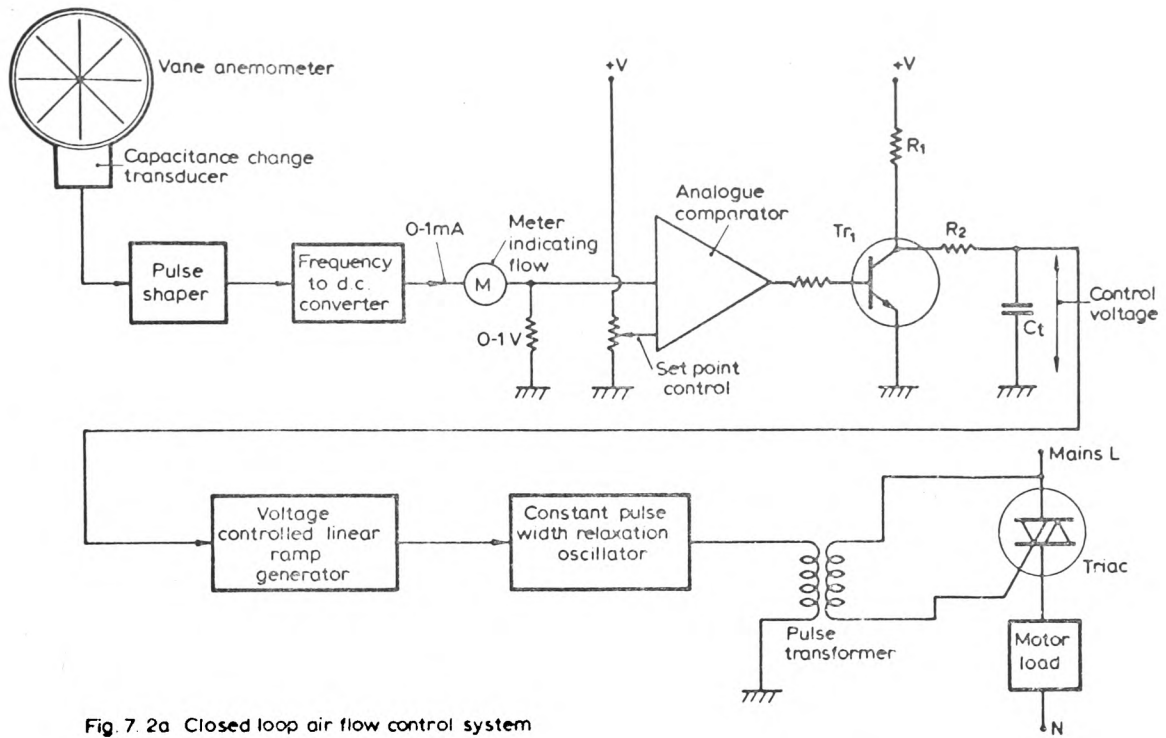 Vane anemometer
Capacitance change
transducer
Pulse
shaper
Frequency
to d.c.
converter
0-1mA
Meter
indicating
flow
M
0-1V
+V
Set point
control
Analogue
comparator
+V
R1
Tr1
R2
Ct
Control
voltage
Voltage
controlled linear
ramp
generator
Constant pulse
width relaxation
oscillator
Pulse
transformer
Mains L
Triac
Motor
load
N
Fig. 7. 2a Closed loop air flow control system